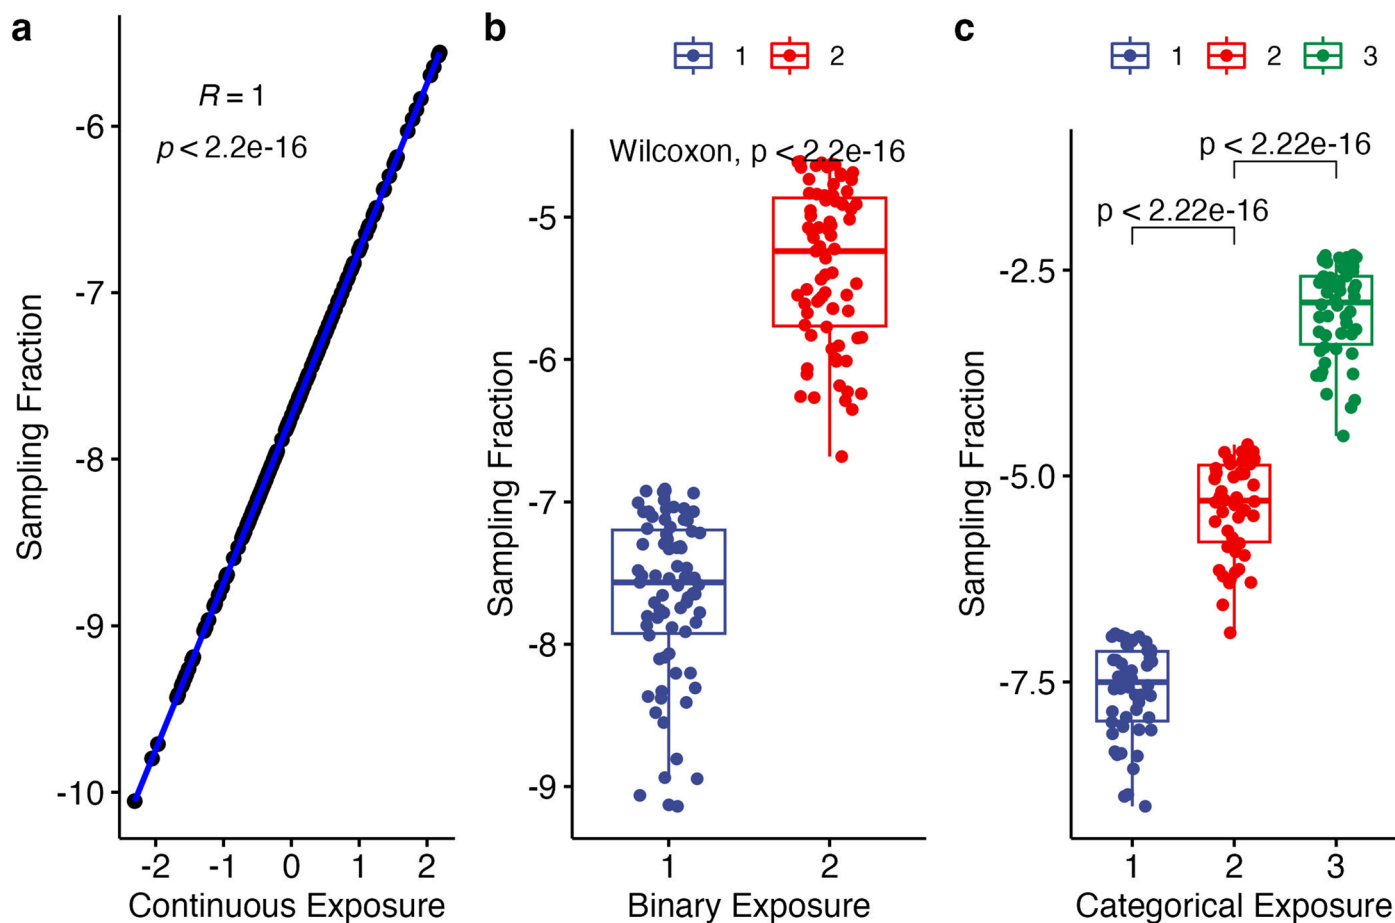 a
R = 1
p < 2.2e-16
-6
-7
-8
-9
-10
Sampling Fraction
-2 -1 0 1 2
Continuous Exposure
b
1 2
Wilcoxon, p < 2.2e-16
-5
-6
-7
-8
-9
Sampling Fraction
1 2
Binary Exposure
c
1 2 3
p < 2.22e-16
p < 2.22e-16
-2.5
-5.0
-7.5
Sampling Fraction
1 2 3
Categorical Exposure